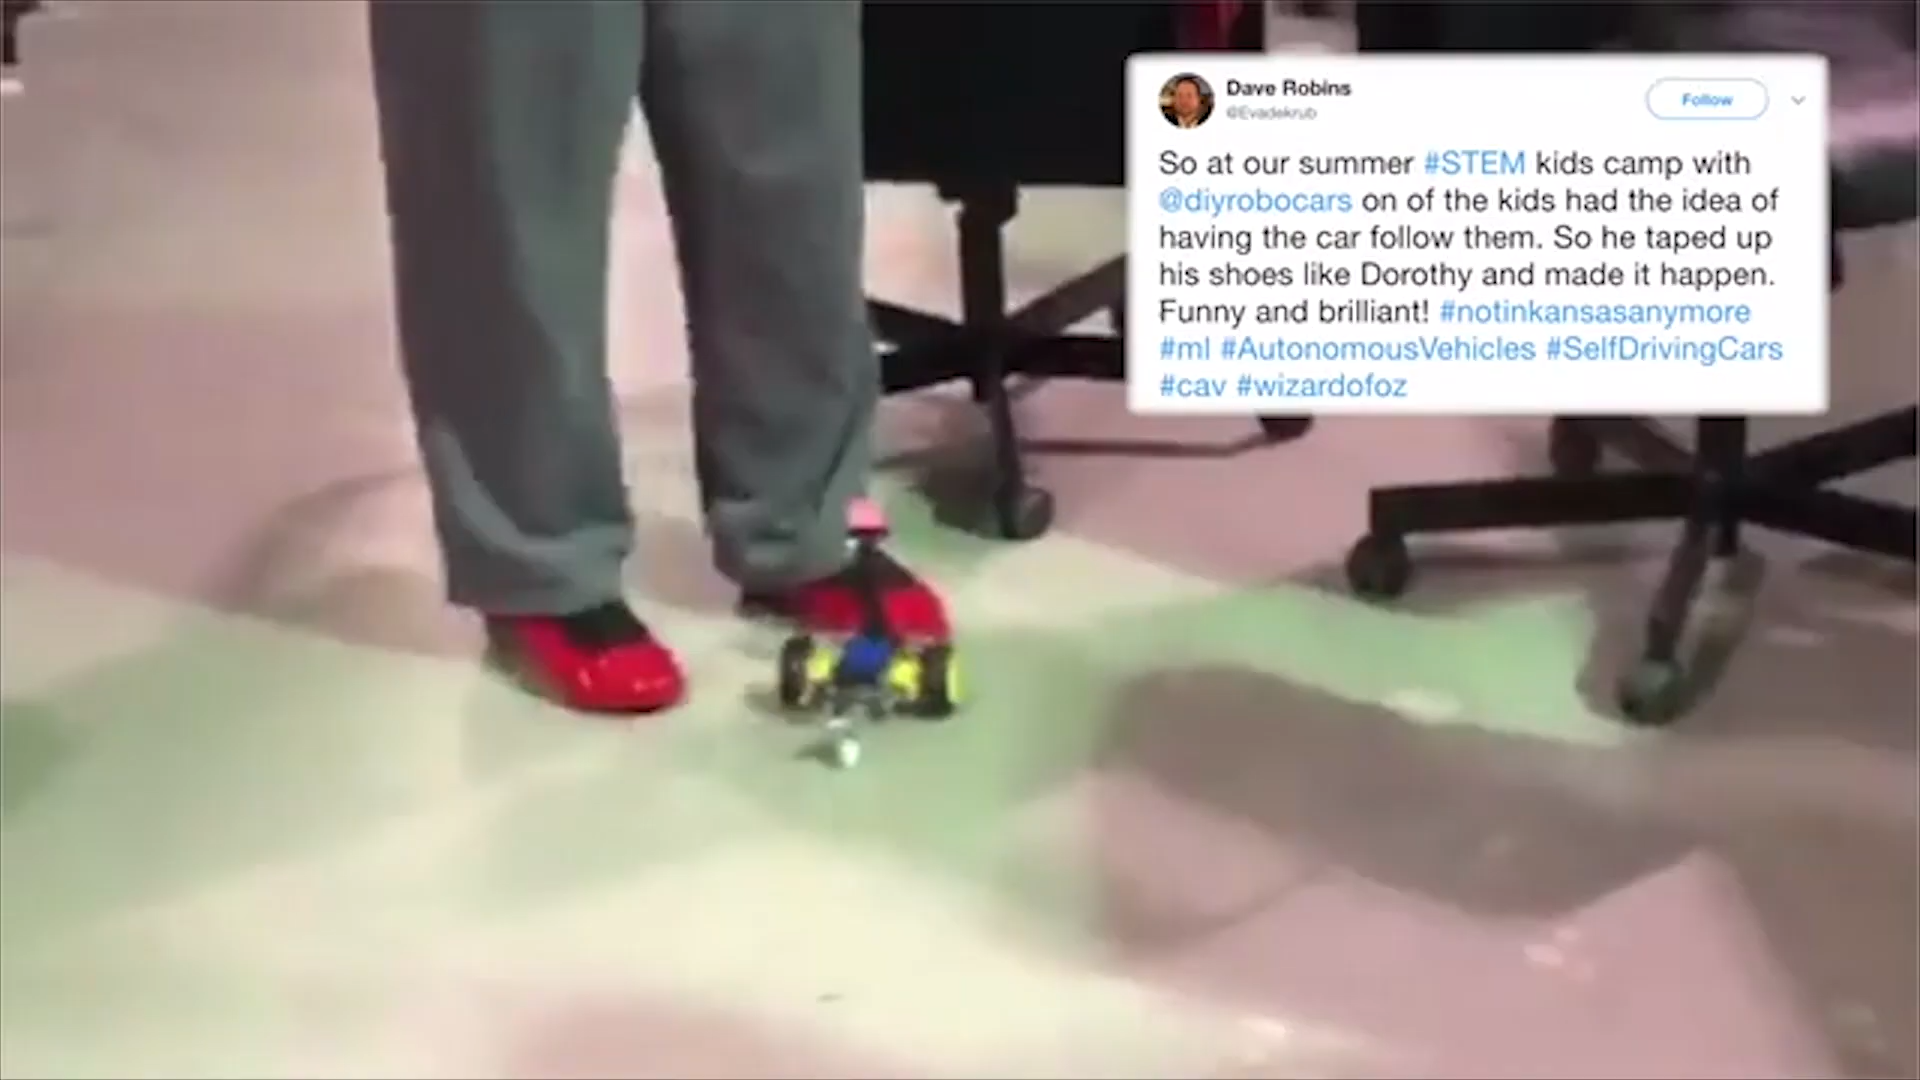 Dave Robins
@Evadekrub
Follow
So at our summer #STEM kids camp with
@diyrobocars on of the kids had the idea of
having the car follow them. So he taped up
his shoes like Dorothy and made it happen.
Funny and brilliant! #notinkansasanymore
#ml #AutonomousVehicles #SelfDrivingCars
#cav #wizardofoz